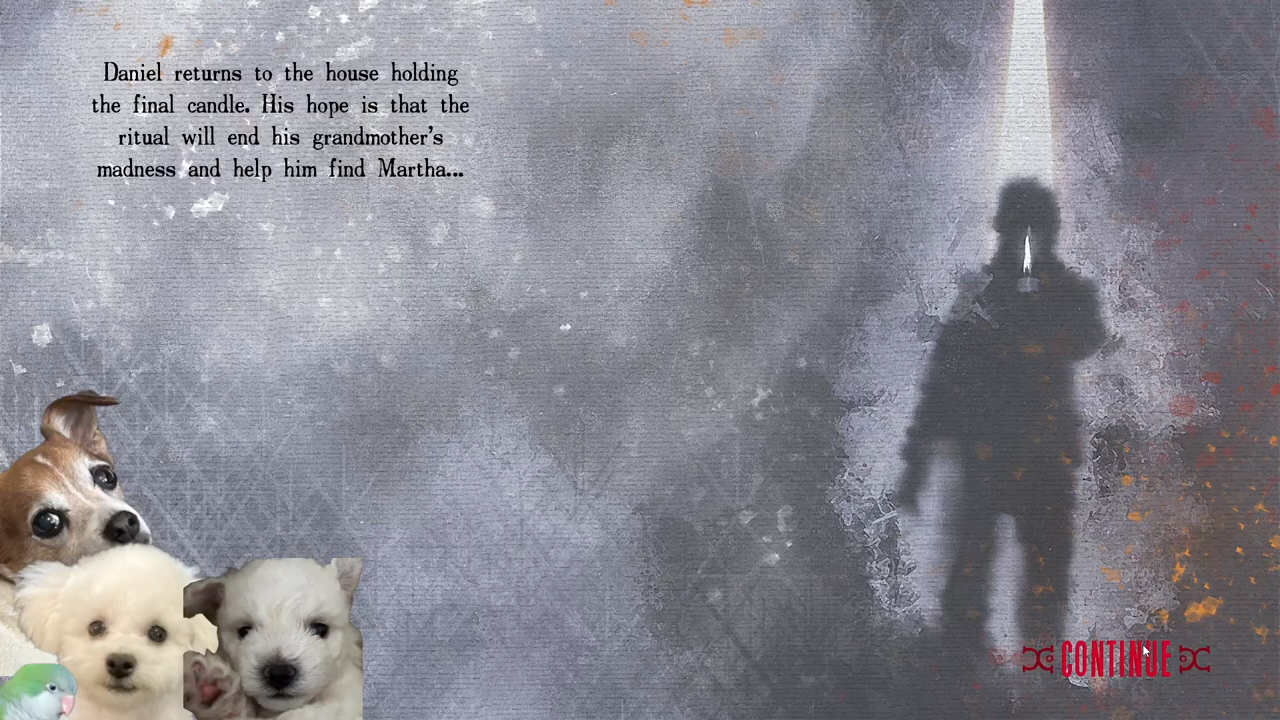 Daniel returns to the house holding
the final candle. His hope is that the
ritual will end his grandmother's
madness and help him find Martha...
CONTINUE